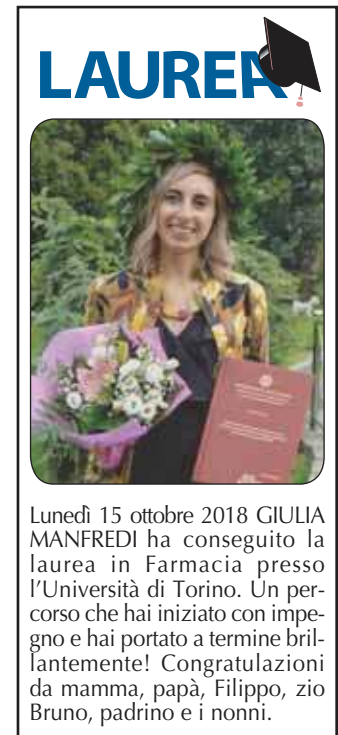 LAUREA
Lunedì 15 ottobre 2018 GIULIA
MANFREDI ha conseguito la
laurea in Farmacia presso
l’Università di Torino. Un per-
corso che hai iniziato con impe-
gno e hai portato a termine bril-
lantemente! Congratulazioni
da mamma, papà, Filippo, zio
Bruno, padrino e i nonni.